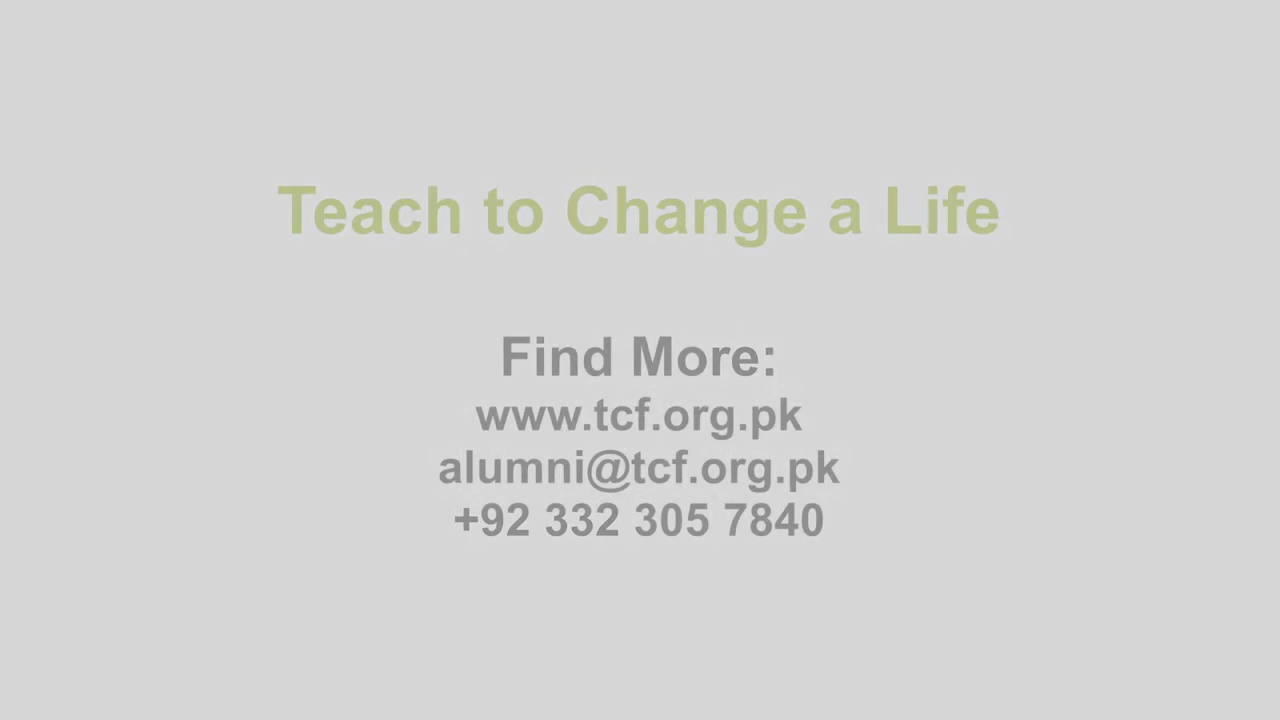 Teach to Change a Life
Find More:
www.tcf.org.pk
alumni@tcf.org.pk
+92 332 305 7840